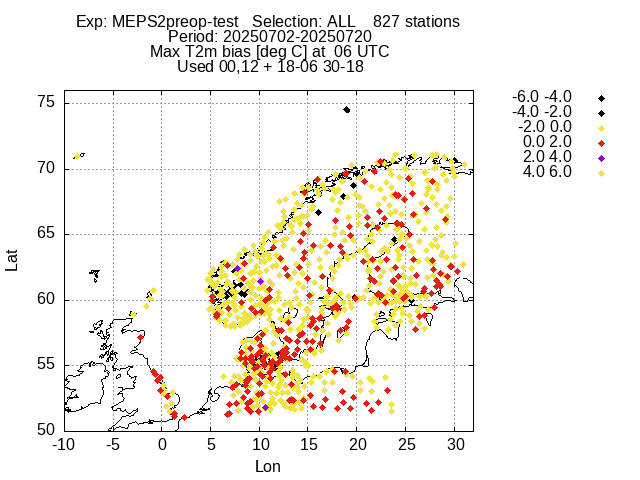 Exp: MEPS2preop-test   Selection: ALL    827 stations
Period: 20250702-20250720
Max T2m bias [deg C] at  06 UTC
Used 00,12 + 18-06 30-18
-6.0 -4.0
-4.0 -2.0
-2.0 0.0
0.0 2.0
2.0 4.0
4.0 6.0
75
70
65
60
55
50
Lat
-10 -5 0 5 10 15 20 25 30
Lon